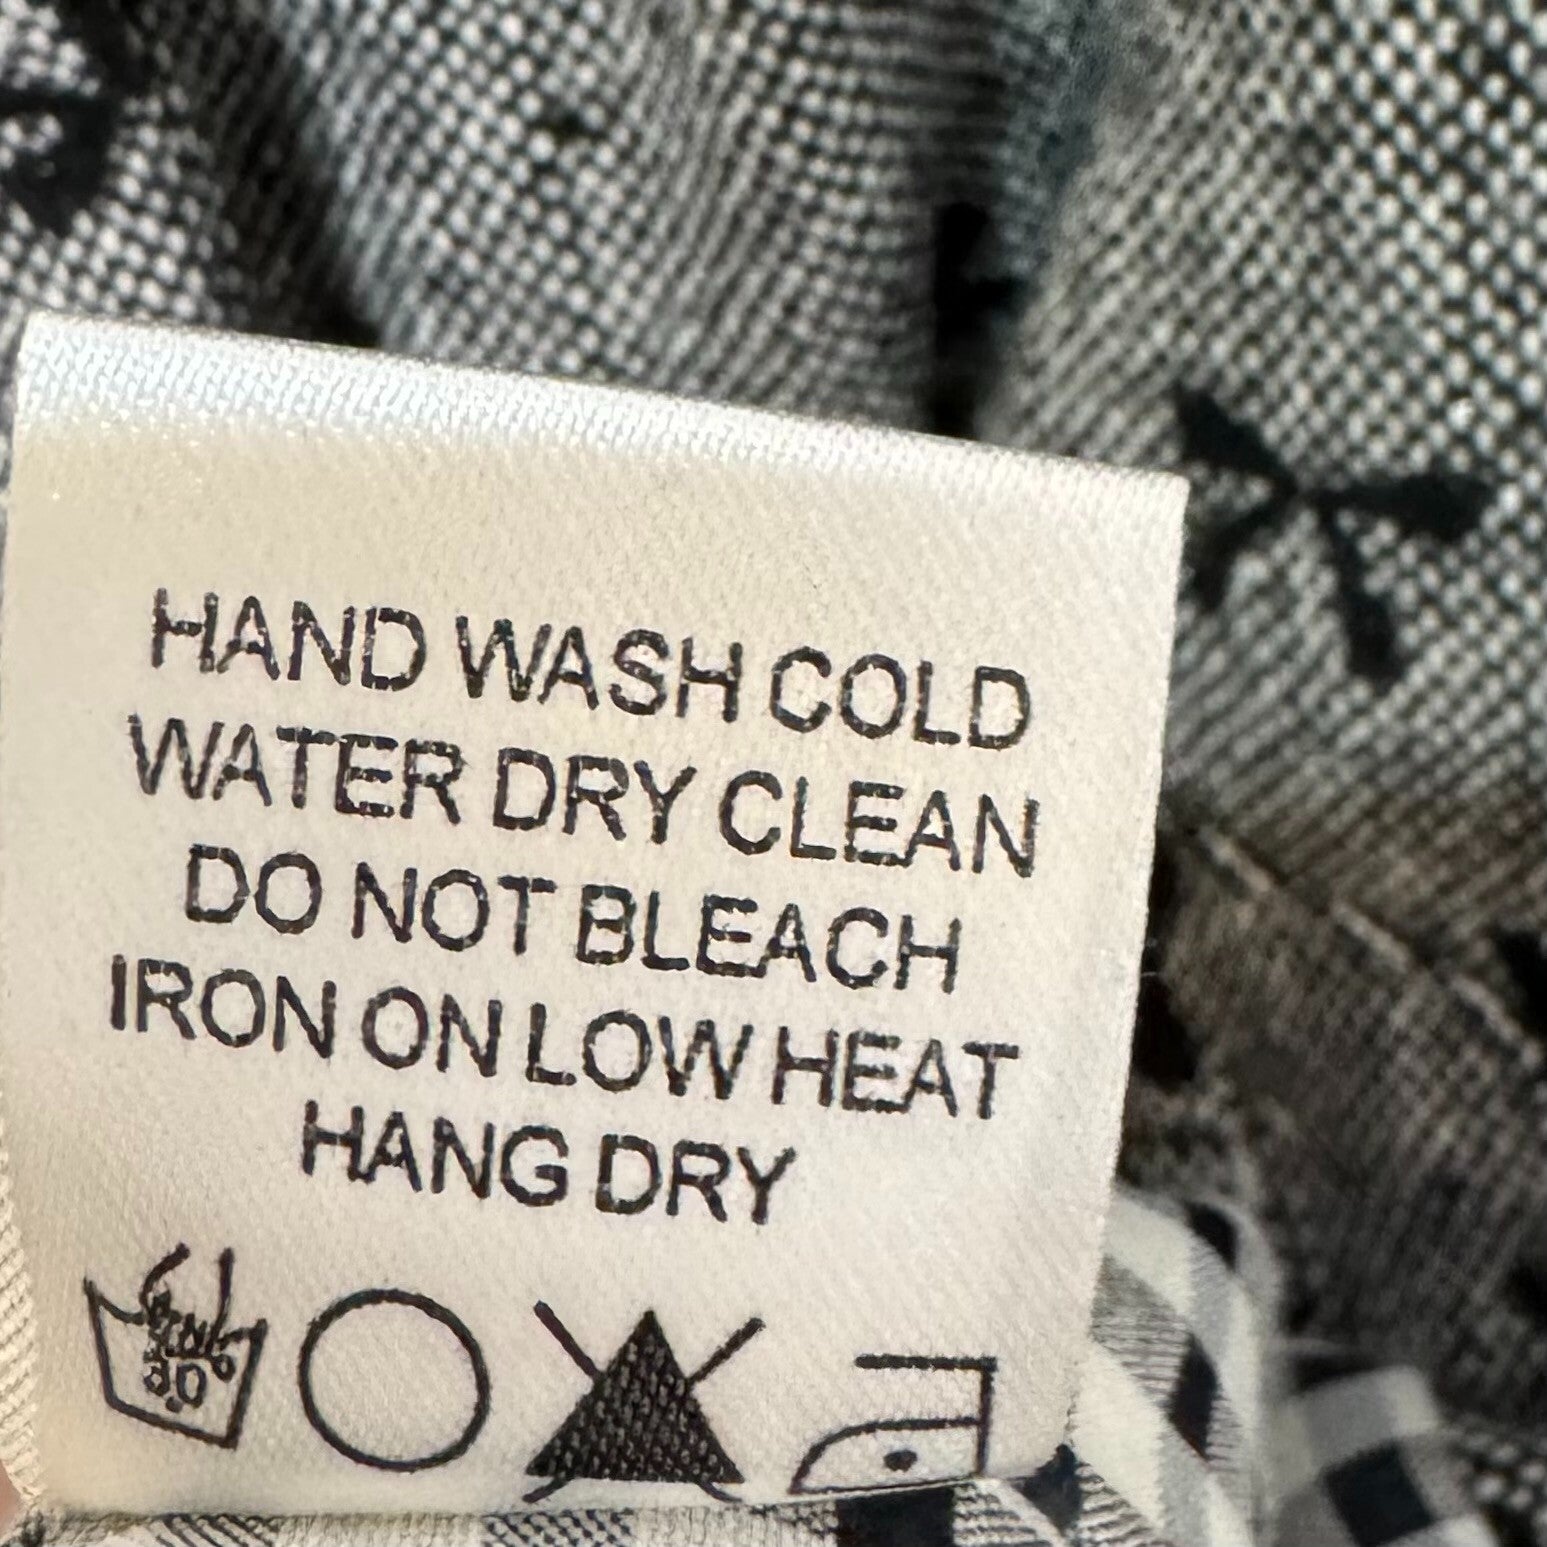 HAND WASH COLD
WATER DRY CLEAN
DO NOT BLEACH
IRON ON LOW HEAT
HANG DRY